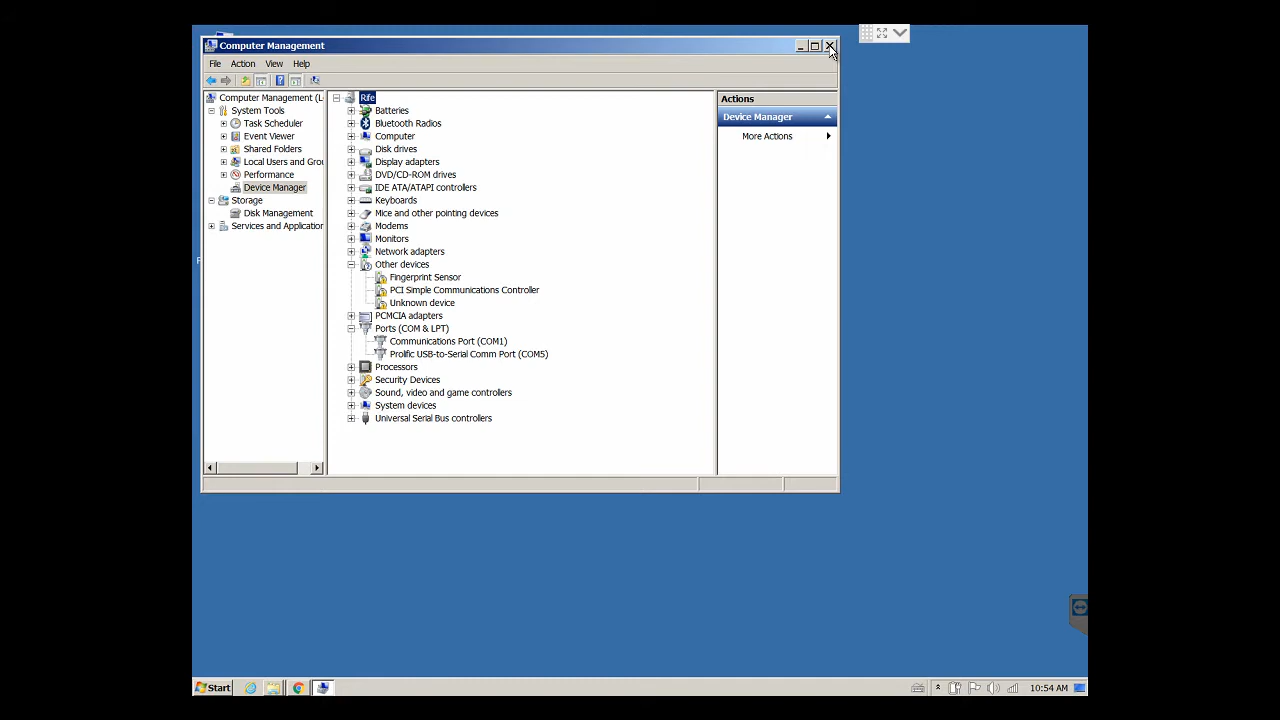 Computer Management
File Action View Help
Computer Management (L
System Tools
Task Scheduler
Event Viewer
Shared Folders
Local Users and Grou
Performance
Device Manager
Storage
Disk Management
Services and Application
Rife
Batteries
Bluetooth Radios
Computer
Disk drives
Display adapters
DVD/CD-ROM drives
IDE ATA/ATAPI controllers
Keyboards
Mice and other pointing devices
Modems
Monitors
Network adapters
Other devices
Fingerprint Sensor
PCI Simple Communications Controller
Unknown device
PCMCIA adapters
Ports (COM & LPT)
Communications Port (COM1)
Prolific USB-to-Serial Comm Port (COM5)
Processors
Security Devices
Sound, video and game controllers
System devices
Universal Serial Bus controllers
Actions
Device Manager
More Actions
Start
10:54 AM